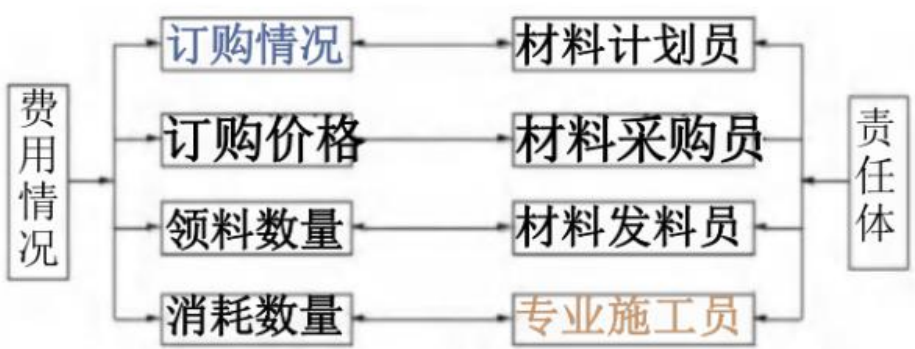 费用情况
订购情况
材料计划员
订购价格
材料采购员
领料数量
材料发料员
消耗数量
专业施工员
责任体